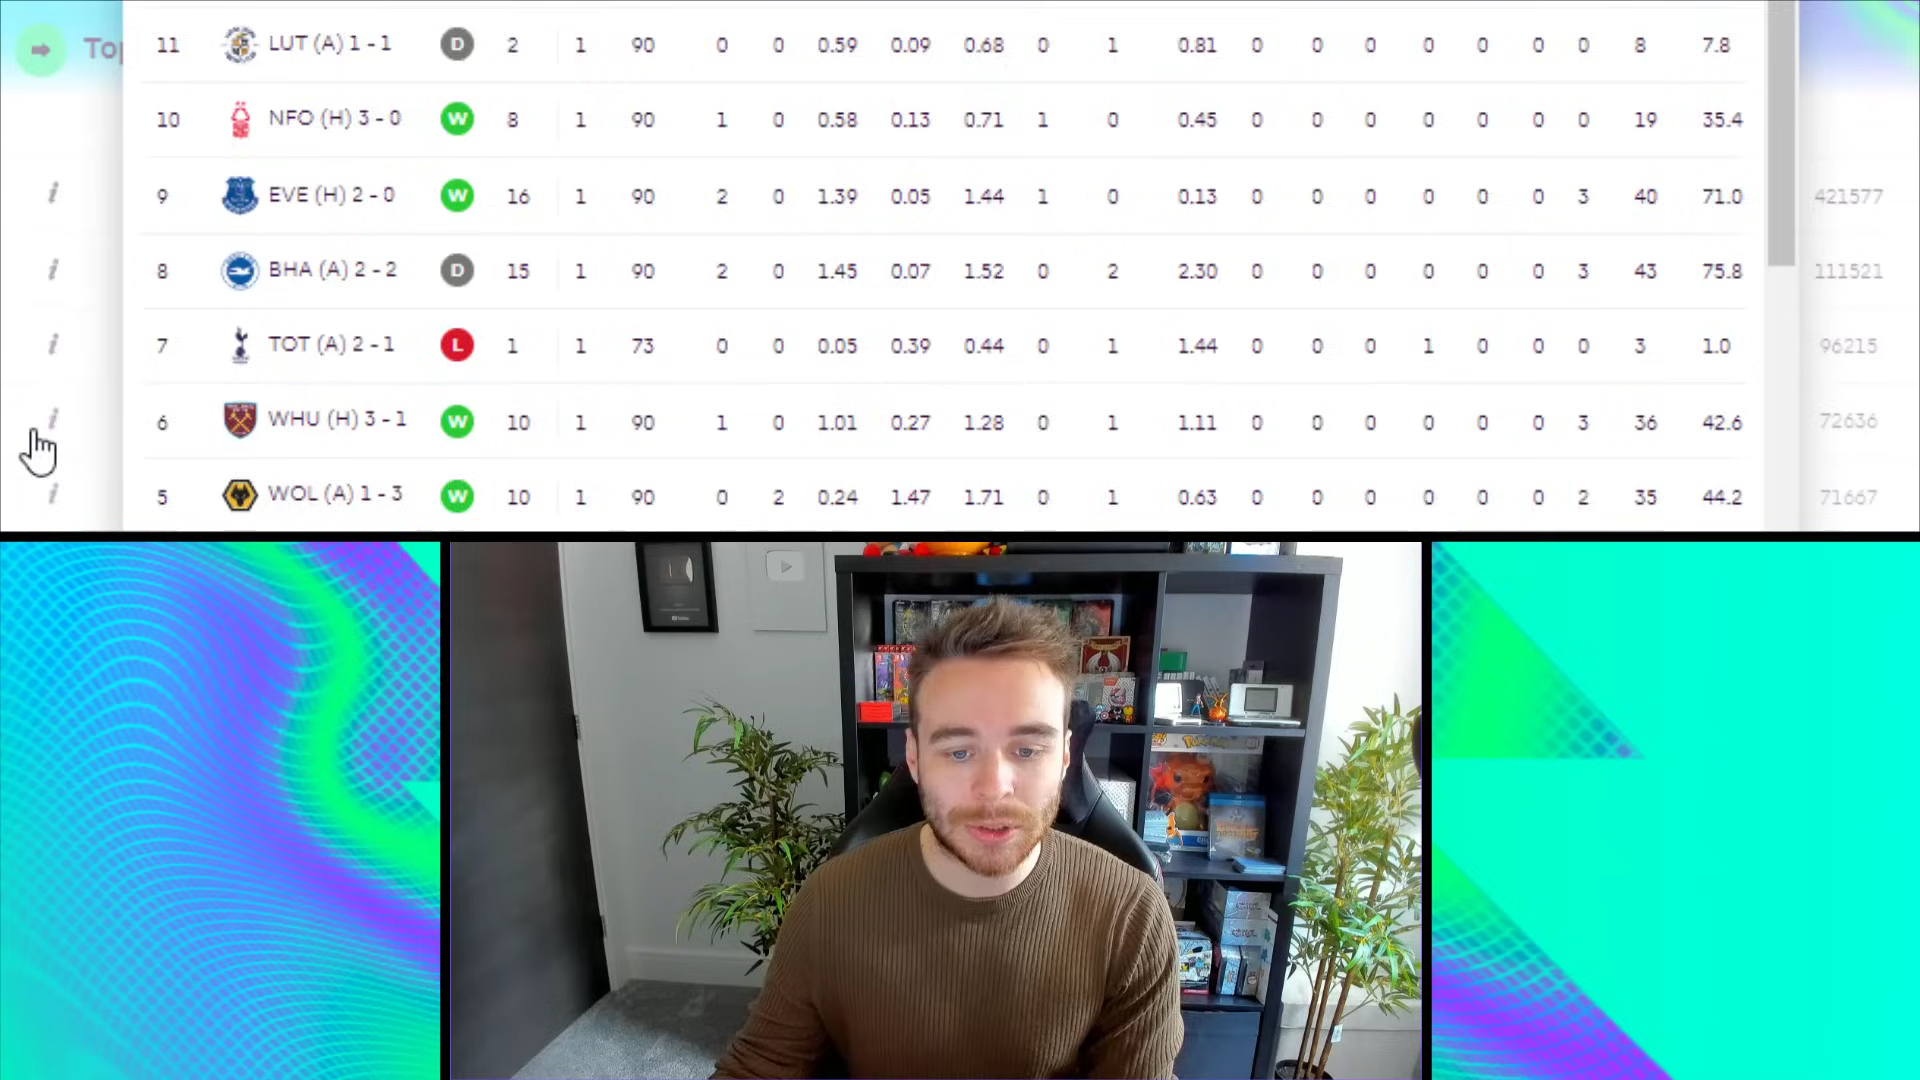 Top
11 LUT (A) 1 - 1 D 2 1 90 0 0 0.59 0.09 0.68 0 1 0.81 0 0 0 0 0 0 0 8 7.8
10 NFO (H) 3 - 0 W 8 1 90 1 0 0.58 0.13 0.71 1 0 0.45 0 0 0 0 0 0 0 19 35.4
i 9 EVE (H) 2 - 0 W 16 1 90 2 0 1.39 0.05 1.44 1 0 0.13 0 0 0 0 0 0 3 40 71.0 421577
i 8 BHA (A) 2 - 2 D 15 1 90 2 0 1.45 0.07 1.52 0 2 2.30 0 0 0 0 0 0 3 43 75.8 111521
i 7 TOT (A) 2 - 1 L 1 1 73 0 0 0.05 0.39 0.44 0 1 1.44 0 0 0 1 0 0 0 3 1.0 96215
i 6 WHU (H) 3 - 1 W 10 1 90 1 0 1.01 0.27 1.28 0 1 1.11 0 0 0 0 0 0 3 36 42.6 72636
i 5 WOL (A) 1 - 3 W 10 1 90 0 2 0.24 1.47 1.71 0 1 0.63 0 0 0 0 0 0 2 35 44.2 71667